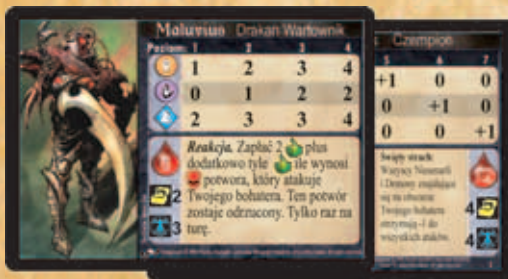 Maluvius Drakan Wartownik
Poziom: 1 2 3 4
1 2 3 4
0 1 2 2
2 3 3 4
Reakcja. Zapłać 2 plus
dodatkowo tyle ile wynosi
potwora, który atakuje
2 Twojego bohatera. Ten potwór
zostaje odrzucony. Tylko raz na
3 turę.
Czempion
5 6 7
+1 0 0
0 +1 0
0 0 +1
Święty strach:
Wszyscy
i Demony znajdujące
się na obszarze
Twojego bohatera
otrzymują -1 do
wszystkich ataków.
4
4